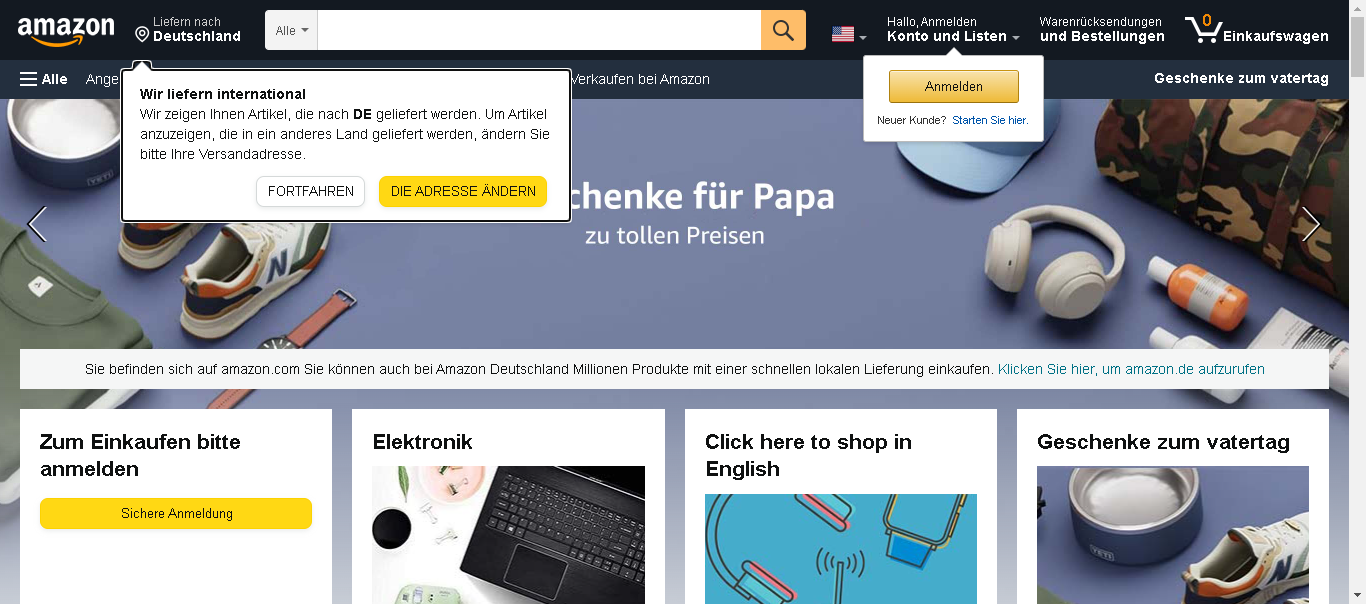 amazon
Liefern nach
Deutschland
Alle
Hallo, Anmelden
Konto und Listen
Warenrücksendungen
und Bestellungen
0
Einkaufswagen
Alle
Verkaufen bei Amazon
Geschenke zum vatertag
Wir liefern international
Wir zeigen Ihnen Artikel, die nach DE geliefert werden. Um Artikel
anzuzeigen, die in ein anderes Land geliefert werden, ändern Sie
bitte Ihre Versandadresse.
FORTFAHREN
DIE ADRESSE ÄNDERN
Anmelden
Neuer Kunde? Starten Sie hier.
für Papa
zu tollen Preisen
Sie befinden sich auf amazon.com Sie können auch bei Amazon Deutschland Millionen Produkte mit einer schnellen lokalen Lieferung einkaufen. Klicken Sie hier, um amazon.de aufzurufen
Zum Einkaufen bitte
anmelden
Sichere Anmeldung
Elektronik
Click here to shop in
English
Geschenke zum vatertag
YETI